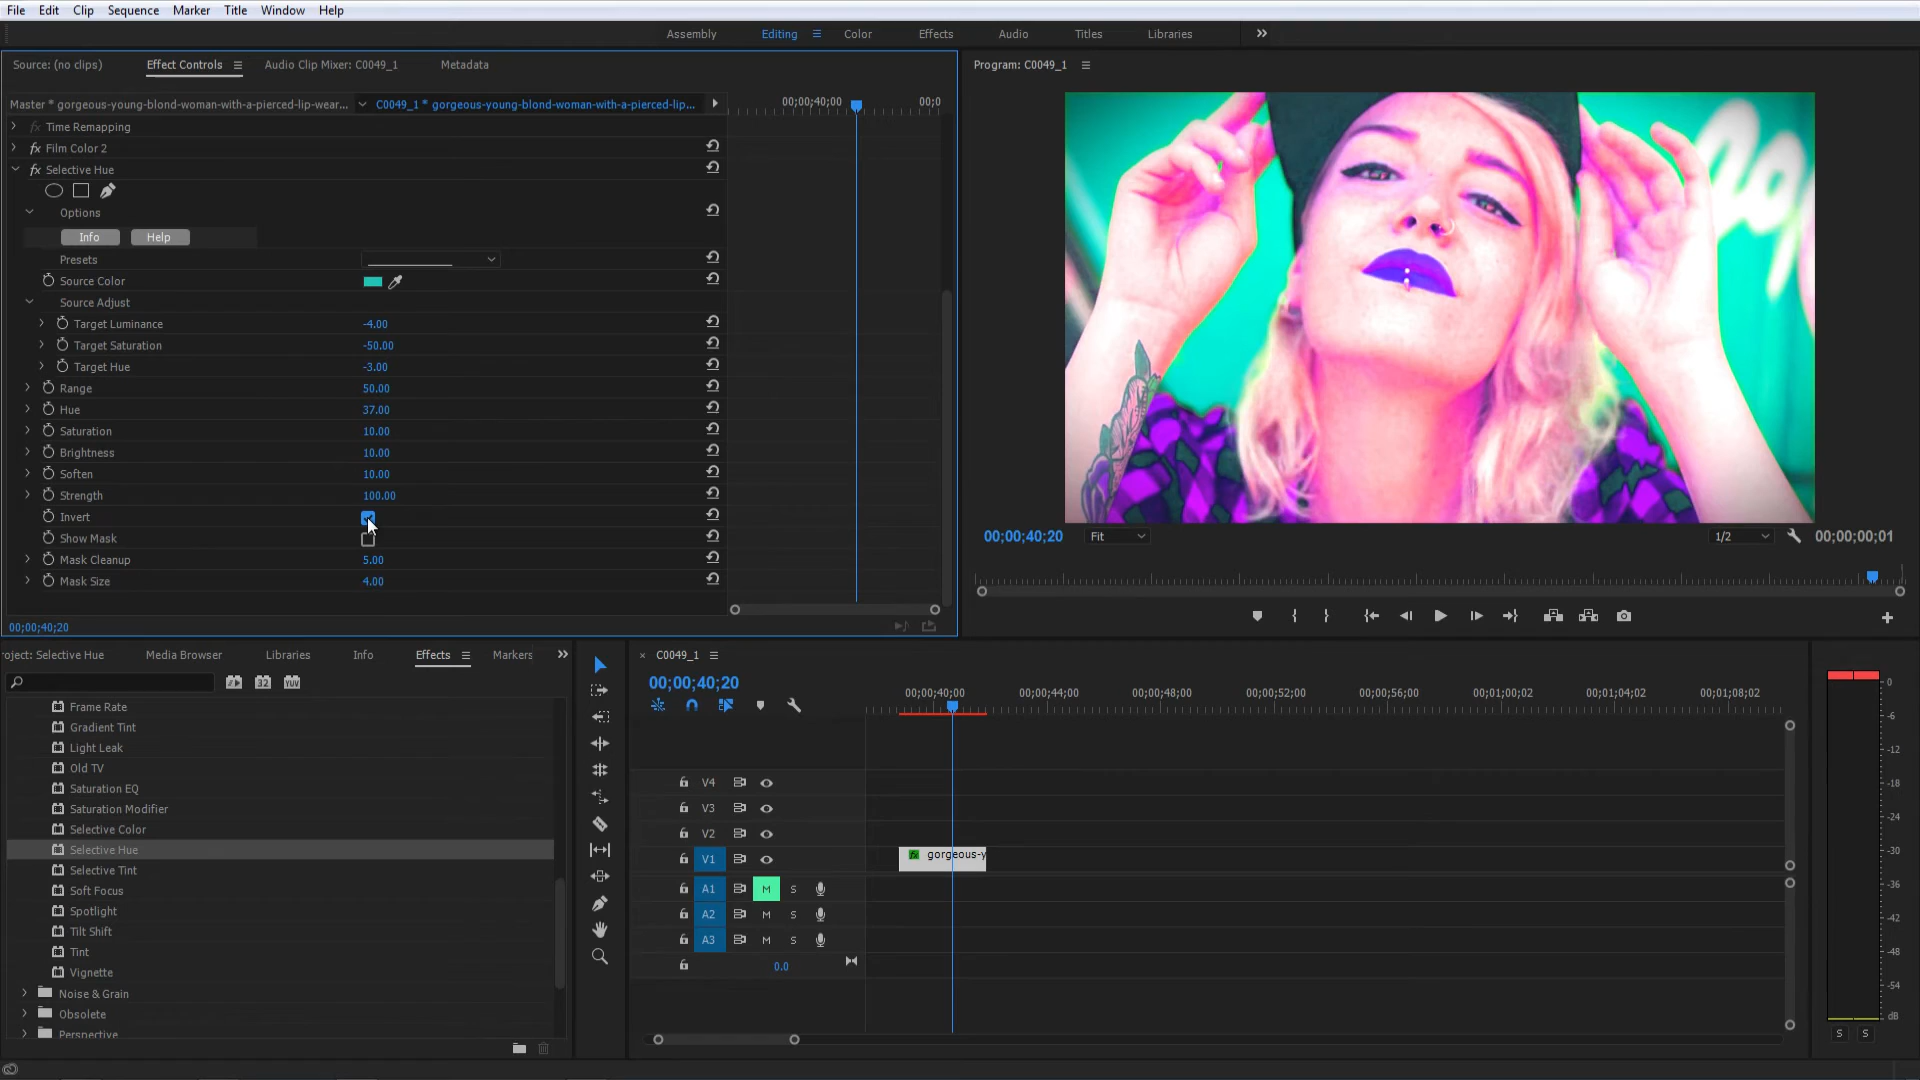 File Edit Clip Sequence Marker Title Window Help
Assembly Editing Color Effects Audio Titles Libraries
Source: (no clips) Effect Controls Audio Clip Mixer: C0049_1 Metadata
Program: C0049_1
Master * gorgeous-young-blond-woman-with-a-pierced-lip-wear... C0049_1 * gorgeous-young-blond-woman-with-a-pierced-lip...
00;00;40;00 00;0
fx Time Remapping
fx Film Color 2
fx Selective Hue
Options
Info Help
Presets
Source Color
Source Adjust
Target Luminance -4.00
Target Saturation -50.00
Target Hue -3.00
Range 50.00
Hue 37.00
Saturation 10.00
Brightness 10.00
Soften 10.00
Strength 100.00
Invert
Show Mask
Mask Cleanup 5.00
Mask Size 4.00
00;00;40;20
00;00;40;20 Fit 1/2 00;00;00;01
oject: Selective Hue Media Browser Libraries Info Effects Markers
32 YUV
Frame Rate
Gradient Tint
Light Leak
Old TV
Saturation EQ
Saturation Modifier
Selective Color
Selective Hue
Selective Tint
Soft Focus
Spotlight
Tilt Shift
Tint
Vignette
Noise & Grain
Obsolete
Perspective
× C0049_1
00;00;40;20
00;00;40;00 00;00;44;00 00;00;48;00 00;00;52;00 00;00;56;00 00;01;00;02 00;01;04;02 00;01;08;02
V4
V3
V2
V1
fx gorgeous-y
A1 M S
A2 M S
A3 M S
0.0
0
-6
-12
-18
-24
-30
-36
-42
-48
-54
dB
S S